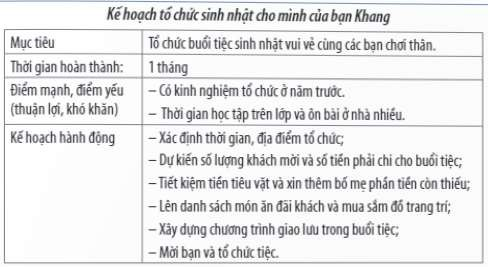 Kế hoạch tổ chức sinh nhật cho mình của bạn Khang
Mục tiêu
Tổ chức buổi tiệc sinh nhật vui vẻ cùng các bạn chơi thân.
Thời gian hoàn thành:
1 tháng
Điểm mạnh, điểm yếu
(thuận lợi, khó khăn)
– Có kinh nghiệm tổ chức ở năm trước.
– Thời gian học tập trên lớp và ôn bài ở nhà nhiều.
Kế hoạch hành động
– Xác định thời gian, địa điểm tổ chức;
– Dự kiến số lượng khách mời và số tiền phải chi cho buổi tiệc;
– Tiết kiệm tiền tiêu vặt và xin thêm bố mẹ phần tiền còn thiếu;
– Lên danh sách món ăn đãi khách và mua sắm đồ trang trí;
– Xây dựng chương trình giao lưu trong buổi tiệc;
– Mời bạn và tổ chức tiệc.